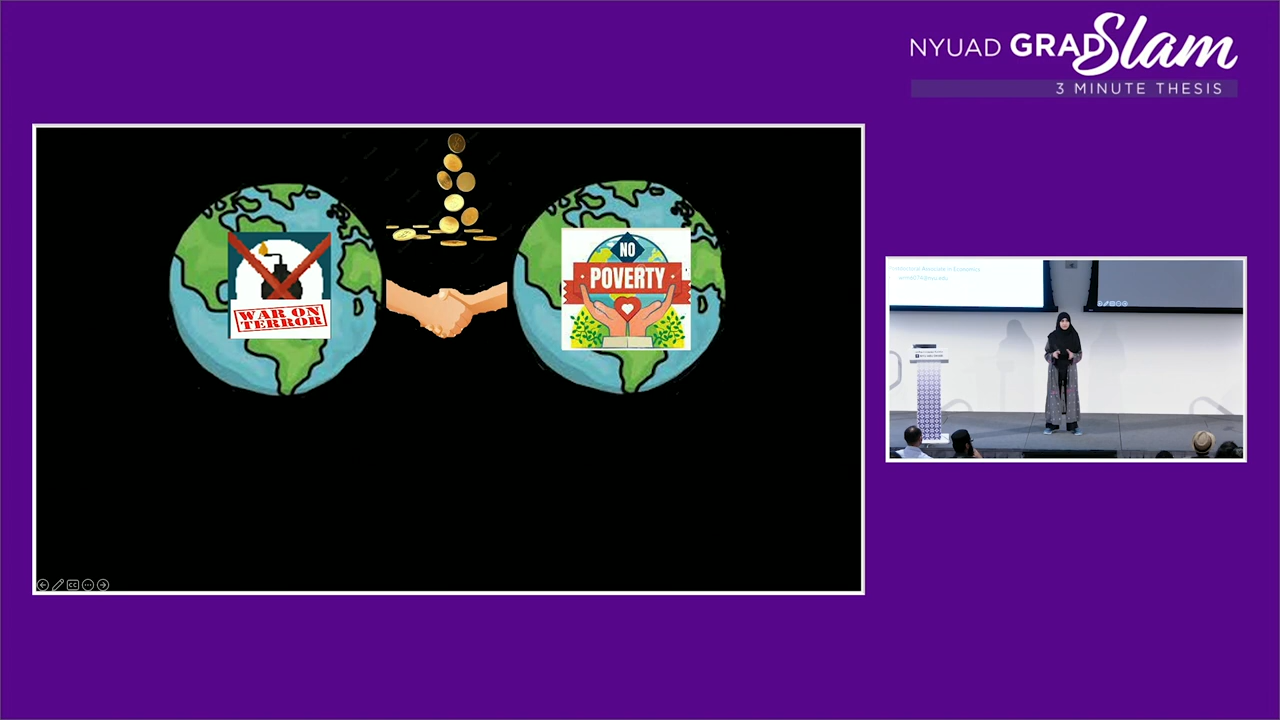 NYUAD GRAD Slam
3 MINUTE THESIS
WAR ON
TERROR
NO
POVERTY